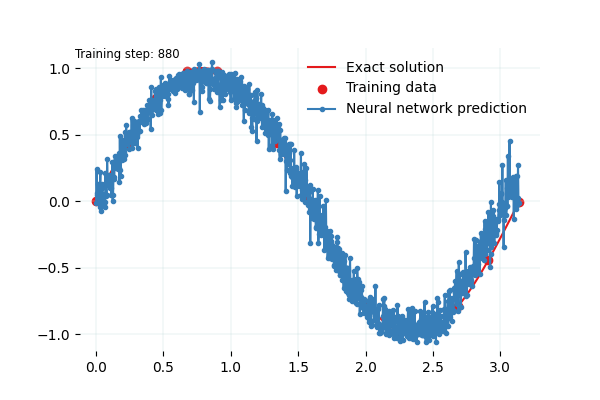 Training step: 880
Exact solution
Training data
Neural network prediction
1.0
0.5
0.0
−0.5
−1.0
0.0 0.5 1.0 1.5 2.0 2.5 3.0